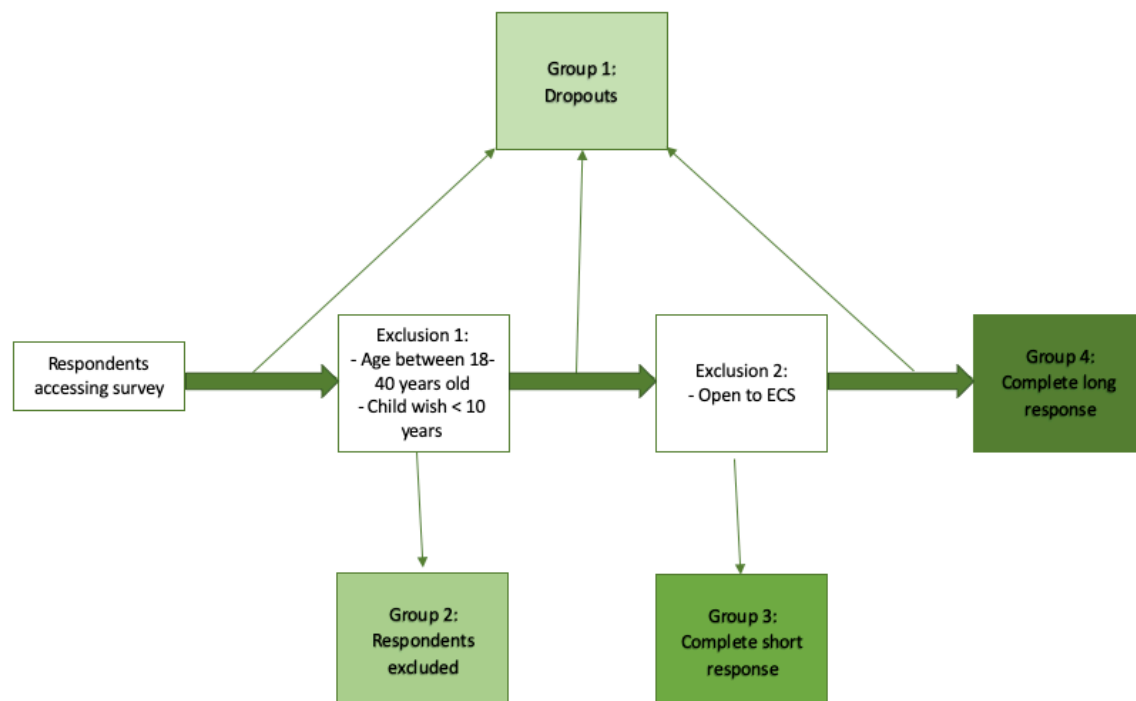 Group 1:
Dropouts
Respondents
accessing survey
Exclusion 1:
- Age between 18-
40 years old
- Child wish < 10
years
Exclusion 2:
- Open to ECS
Group 4:
Complete long
response
Group 2:
Respondents
excluded
Group 3:
Complete short
response